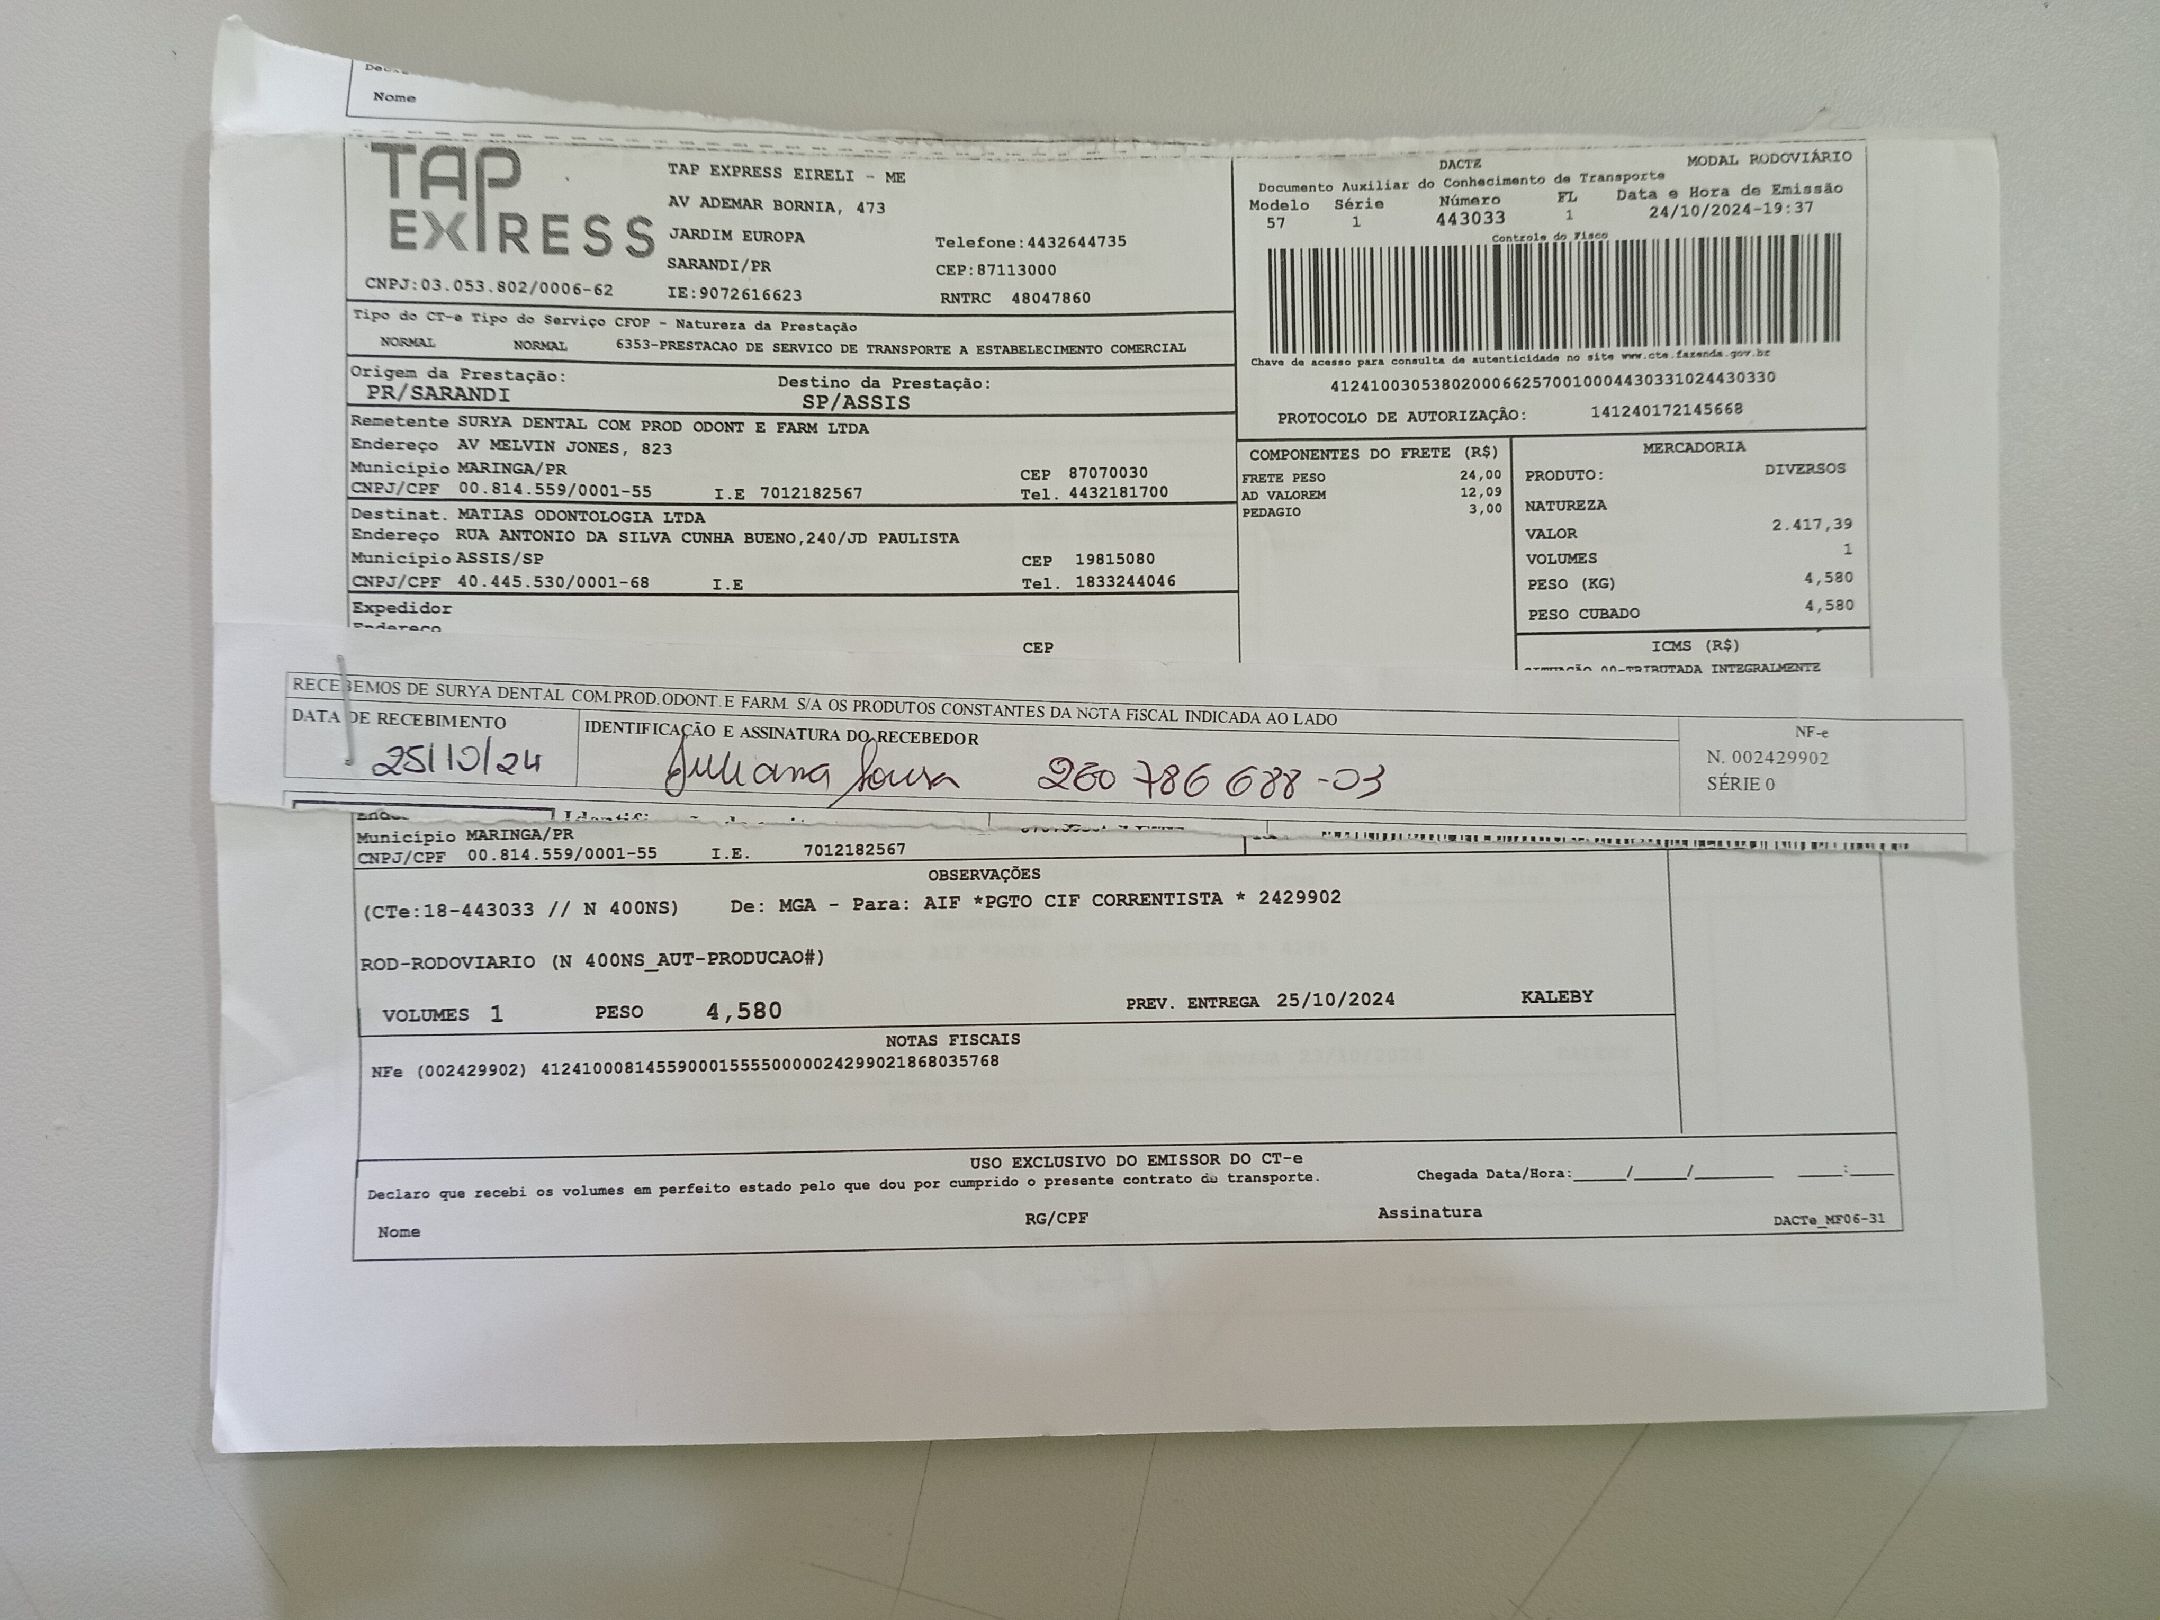 Nome
TAP EXPRESS
TAP EXPRESS EIRELI - ME
AV ADEMAR BORNIA, 473
JARDIM EUROPA
Telefone:4432644735
SARANDI/PR
CEP:87113000
CNPJ:03.053.802/0006-62
IE:9072616623
RNTRC 48047860
DACTE
MODAL RODOVIÁRIO
Documento Auxiliar do Conhecimento de Transporte
Modelo Série Número FL Data e Hora de Emissão
57 1 443033 1 24/10/2024-19:37
Controle do Fisco
Chave de acesso para consulta de autenticidade no site www.cte.fazenda.gov.br
41241003053802000662570010004430331024430330
PROTOCOLO DE AUTORIZAÇÃO: 141240172145668
Tipo do CT-e Tipo do Serviço CFOP - Natureza da Prestação
NORMAL NORMAL 6353-PRESTACAO DE SERVICO DE TRANSPORTE A ESTABELECIMENTO COMERCIAL
Origem da Prestação: Destino da Prestação:
PR/SARANDI SP/ASSIS
Remetente SURYA DENTAL COM PROD ODONT E FARM LTDA
Endereço AV MELVIN JONES, 823
Município MARINGA/PR CEP 87070030
CNPJ/CPF 00.814.559/0001-55 I.E 7012182567 Tel. 4432181700
Destinat. MATIAS ODONTOLOGIA LTDA
Endereço RUA ANTONIO DA SILVA CUNHA BUENO,240/JD PAULISTA
Município ASSIS/SP CEP 19815080
CNPJ/CPF 40.445.530/0001-68 I.E Tel. 1833244046
Expedidor
Endereço
CEP
COMPONENTES DO FRETE (R$)
FRETE PESO 24,00
AD VALOREM 12,09
PEDAGIO 3,00
MERCADORIA
PRODUTO: DIVERSOS
NATUREZA
VALOR 2.417,39
VOLUMES 1
PESO (KG) 4,580
PESO CUBADO 4,580
ICMS (R$)
SITUAÇÃO 00-TRIBUTADA INTEGRALMENTE
RECEBEMOS DE SURYA DENTAL COM.PROD.ODONT.E FARM. S/A OS PRODUTOS CONSTANTES DA NOTA FISCAL INDICADA AO LADO
DATA DE RECEBIMENTO IDENTIFICAÇÃO E ASSINATURA DO RECEBEDOR
25/10/24 Juliana Sousa 260 786 688-03
NF-e
N. 002429902
SÉRIE 0
Município MARINGA/PR
CNPJ/CPF 00.814.559/0001-55 I.E. 7012182567
OBSERVAÇÕES
(CTe:18-443033 // N 400NS) De: MGA - Para: AIF *PGTO CIF CORRENTISTA * 2429902
ROD-RODOVIARIO (N 400NS_AUT-PRODUCAO#)
VOLUMES 1 PESO 4,580 PREV. ENTREGA 25/10/2024 KALEBY
NOTAS FISCAIS
NFe (002429902) 41241000814559000155550000024299021868035768
USO EXCLUSIVO DO EMISSOR DO CT-e
Declaro que recebi os volumes em perfeito estado pelo que dou por cumprido o presente contrato de transporte. Chegada Data/Hora:_____/_____/_______ ____:____
Nome RG/CPF Assinatura DACTe_MF06-31